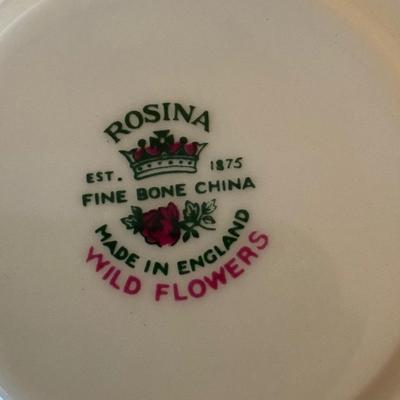 ROSINA
EST. 1875
FINE BONE CHINA
MADE IN ENGLAND
WILD FLOWERS